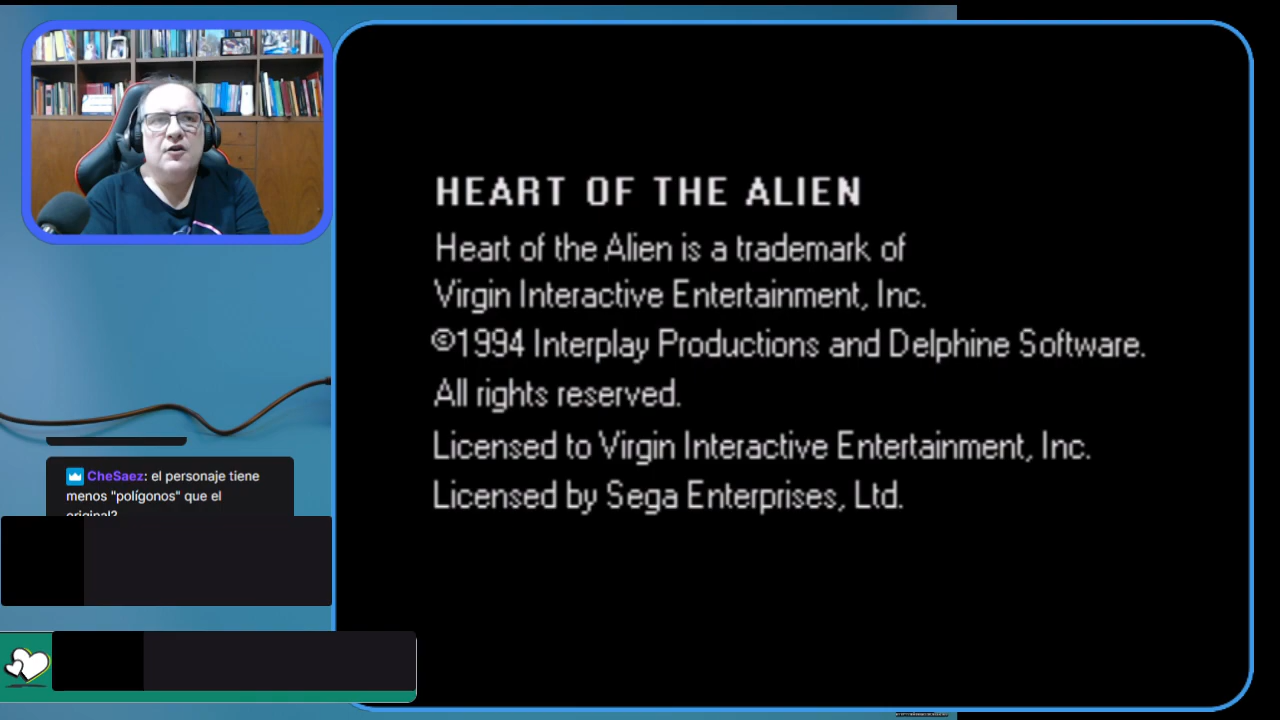 HEART OF THE ALIEN
Heart of the Alien is a trademark of
Virgin Interactive Entertainment, Inc.
©1994 Interplay Productions and Delphine Software.
All rights reserved.
Licensed to Virgin Interactive Entertainment, Inc.
Licensed by Sega Enterprises, Ltd.
CheSaez: el personaje tiene
menos "polígonos" que el
original?